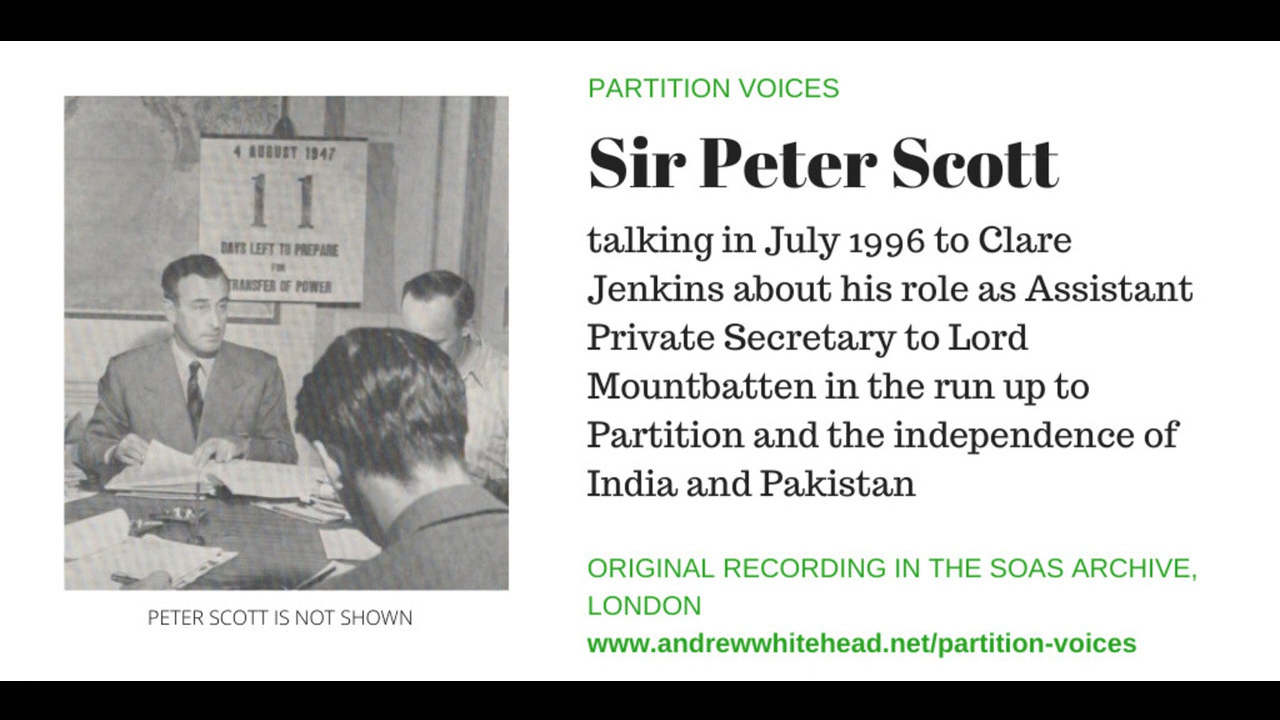 4 AUGUST 1947
11
DAYS LEFT TO PREPARE
FOR
TRANSFER OF POWER
PETER SCOTT IS NOT SHOWN
PARTITION VOICES
Sir Peter Scott
talking in July 1996 to Clare
Jenkins about his role as Assistant
Private Secretary to Lord
Mountbatten in the run up to
Partition and the independence of
India and Pakistan
ORIGINAL RECORDING IN THE SOAS ARCHIVE,
LONDON
www.andrewwhitehead.net/partition-voices